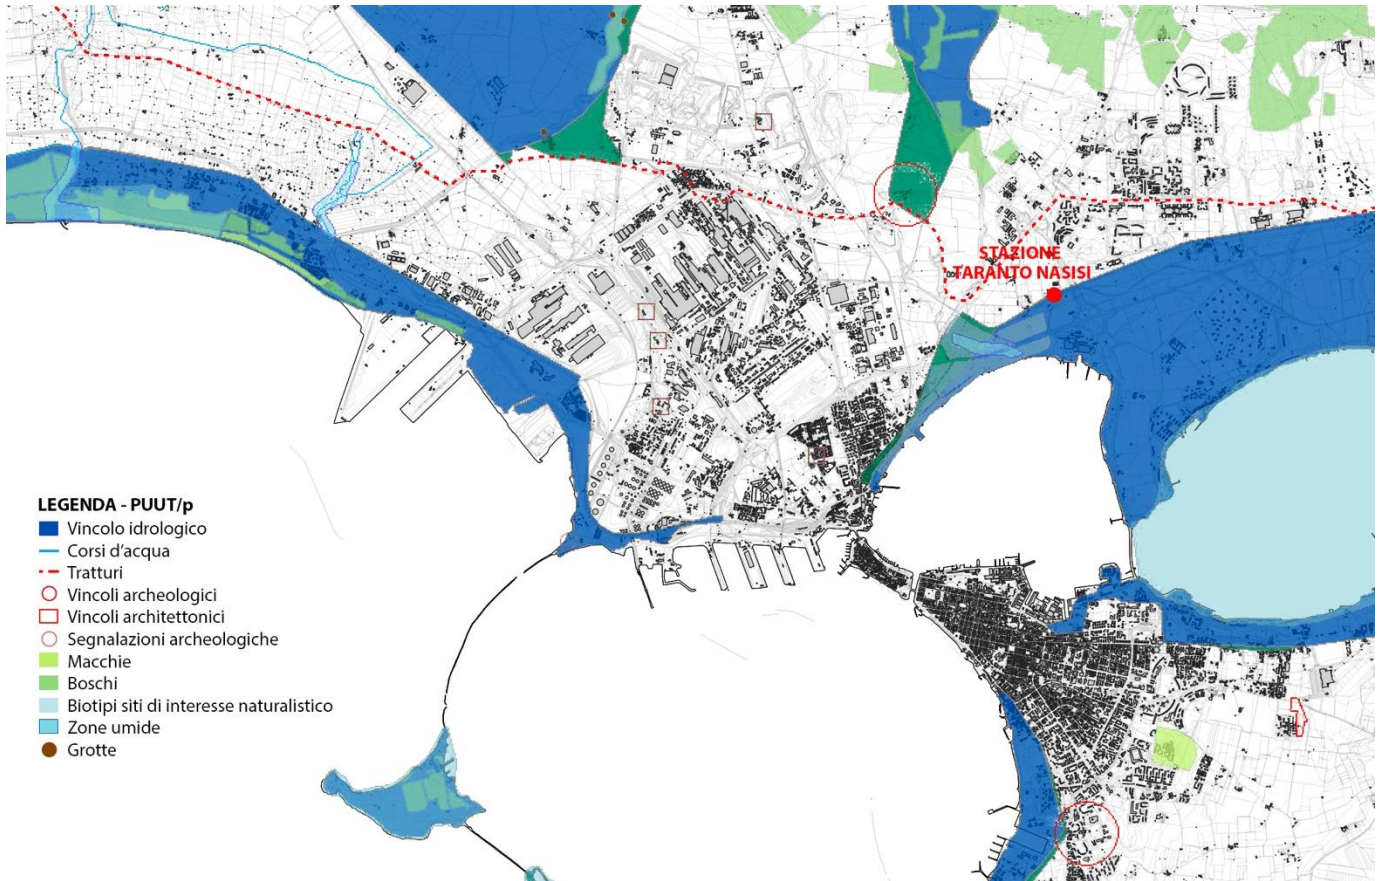 STAZIONE
TARANTO NASISI
LEGENDA - PUUT/p
Vincolo idrologico
Corsi d'acqua
Tratturi
Vincoli archeologici
Vincoli architettonici
Segnalazioni archeologiche
Macchie
Boschi
Biotipi siti di interesse naturalistico
Zone umide
Grotte